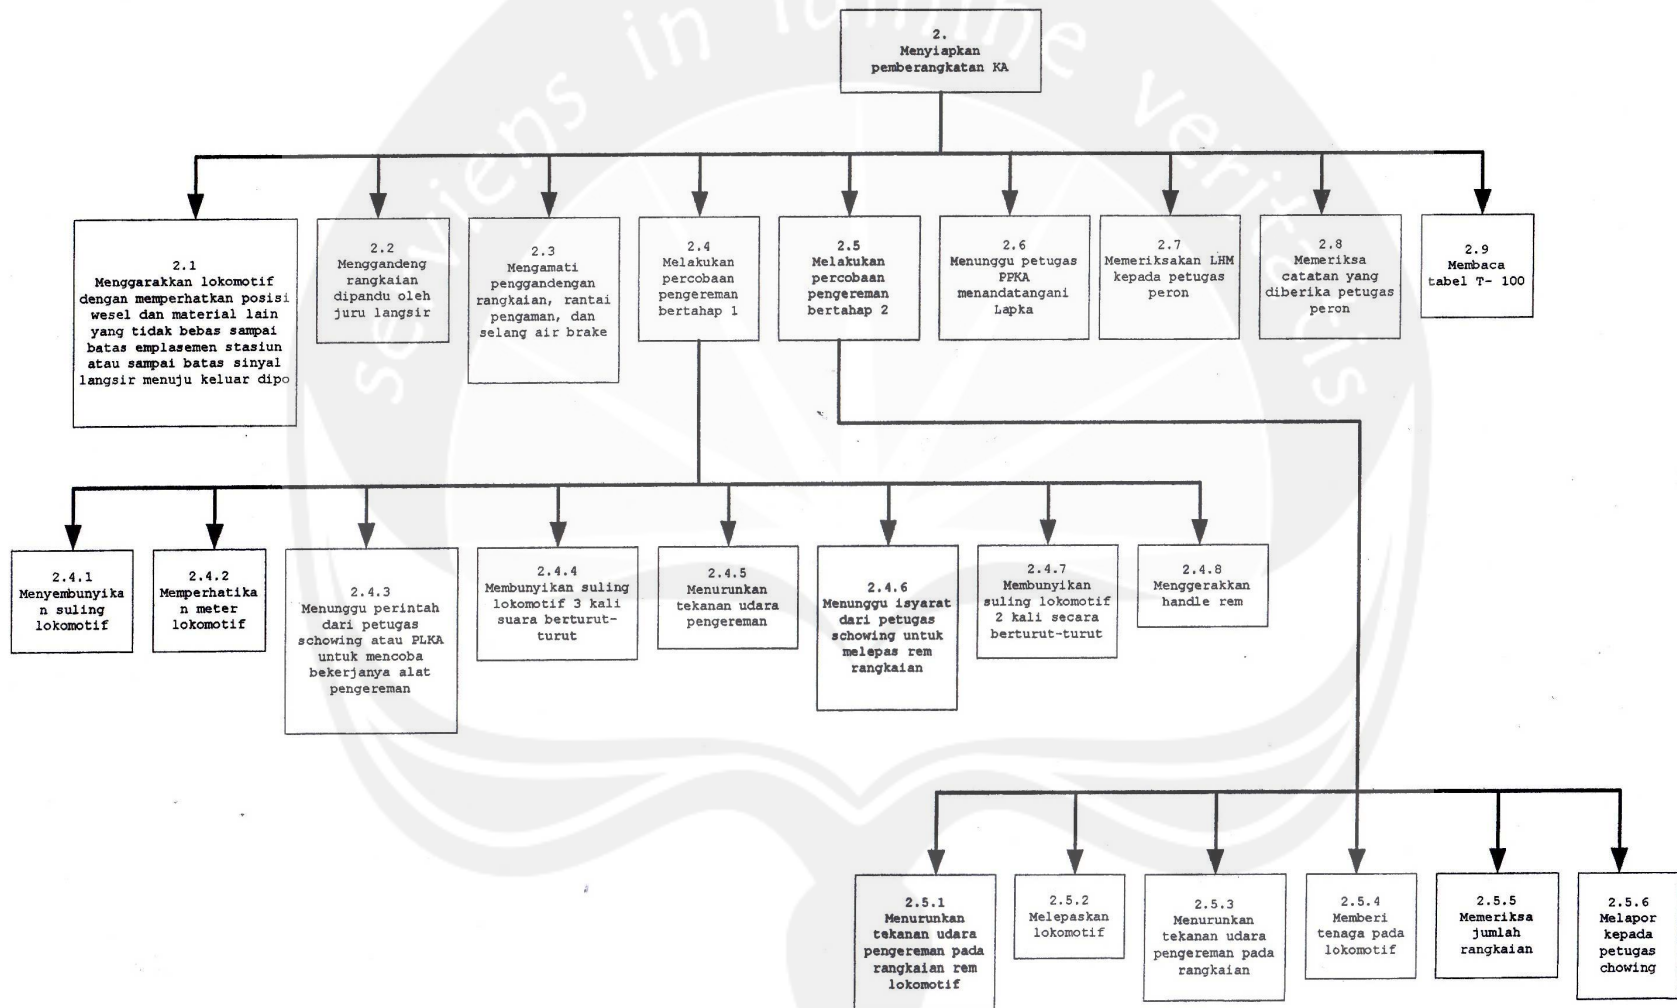 serviens in lumine veritatis
2.
Menyiapkan
pemberangkatan KA
2.1
Menggarakkan lokomotif
dengan memperhatkan posisi
wesel dan material lain
yang tidak bebas sampai
batas emplasemen stasiun
atau sampai batas sinyal
langsir menuju keluar dipo
2.2
Menggandeng
rangkaian
dipandu oleh
juru langsir
2.3
Mengamati
penggandengan
rangkaian, rantai
pengaman, dan
selang air brake
2.4
Melakukan
percobaan
pengereman
bertahap 1
2.5
Melakukan
percobaan
pengereman
bertahap 2
2.6
Menunggu petugas
PPKA
menandatangani
Lapka
2.7
Memeriksakan LHM
kepada petugas
peron
2.8
Memeriksa
catatan yang
diberika petugas
peron
2.9
Membaca
tabel T- 100
2.4.1
Menyembunyika
n suling
lokomotif
2.4.2
Memperhatika
n meter
lokomotif
2.4.3
Menunggu perintah
dari petugas
schowing atau PLKA
untuk mencoba
bekerjanya alat
pengereman
2.4.4
Membunyikan suling
lokomotif 3 kali
suara berturut-
turut
2.4.5
Menurunkan
tekanan udara
pengereman
2.4.6
Menunggu isyarat
dari petugas
schowing untuk
melepas rem
rangkaian
2.4.7
Membunyikan
suling lokomotif
2 kali secara
berturut-turut
2.4.8
Menggerakkan
handle rem
2.5.1
Menurunkan
tekanan udara
pengereman pada
rangkaian rem
lokomotif
2.5.2
Melepaskan
lokomotif
2.5.3
Menurunkan
tekanan udara
pengereman pada
rangkaian
2.5.4
Memberi
tenaga pada
lokomotif
2.5.5
Memeriksa
jumlah
rangkaian
2.5.6
Melapor
kepada
petugas
chowing